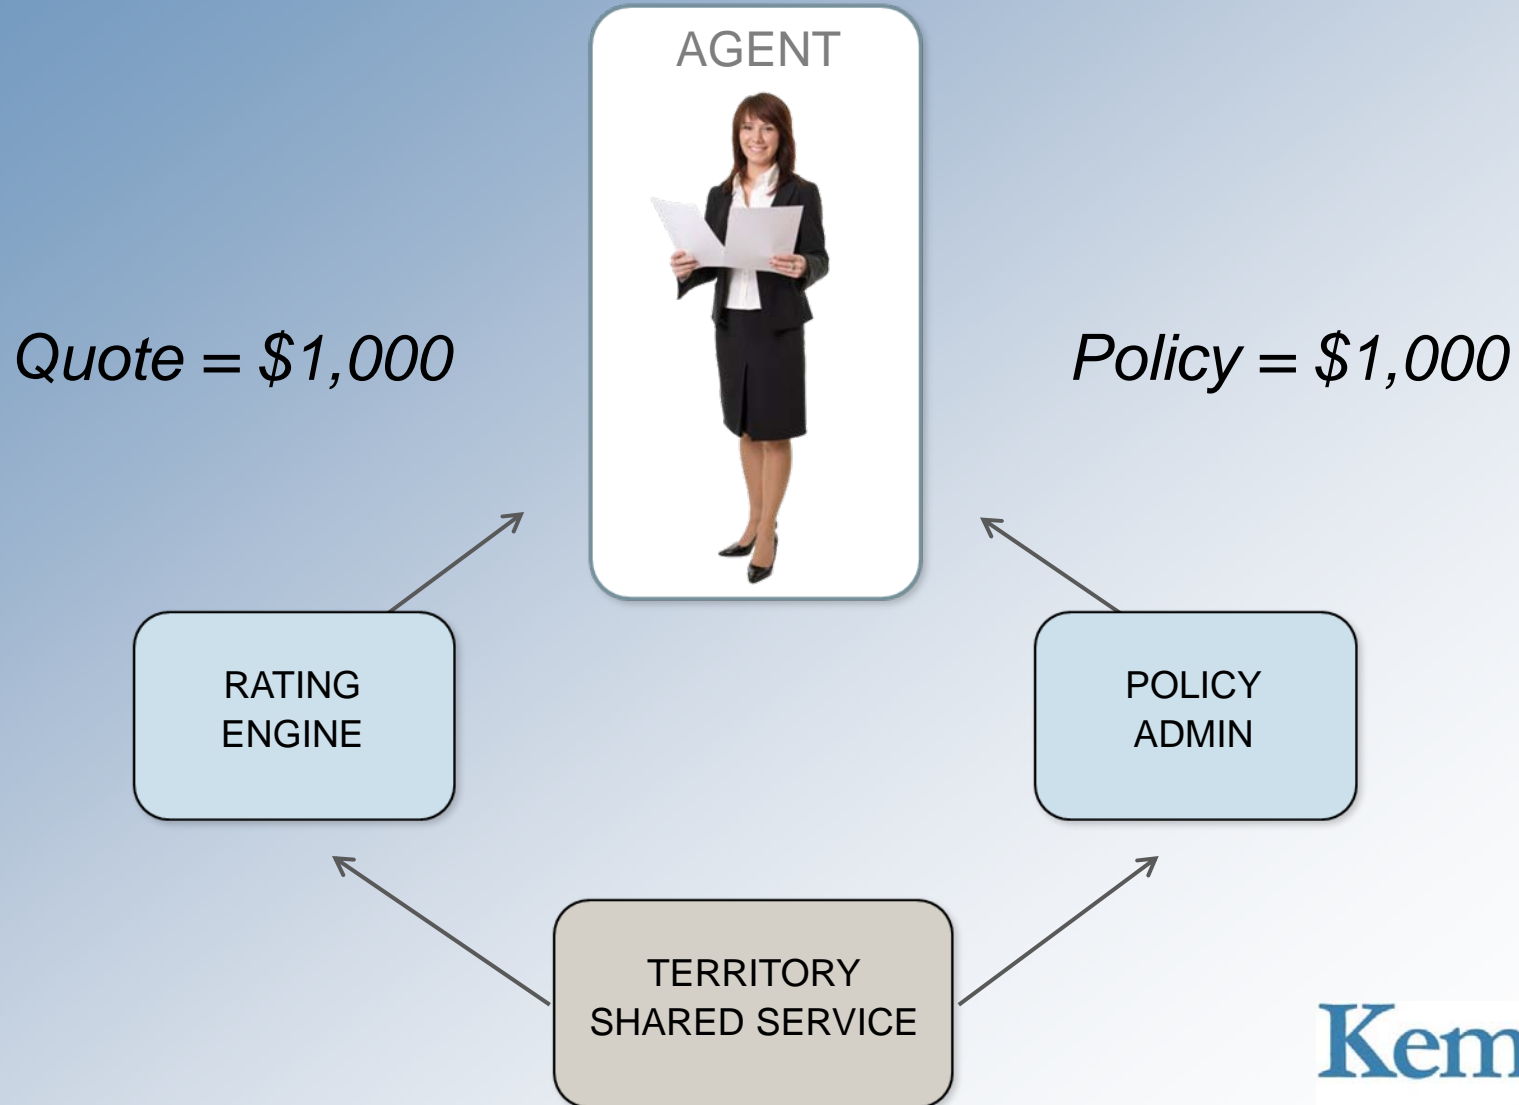 AGENT
Quote = $1,000
Policy = $1,000
RATING
ENGINE
POLICY
ADMIN
TERRITORY
SHARED SERVICE
Kem